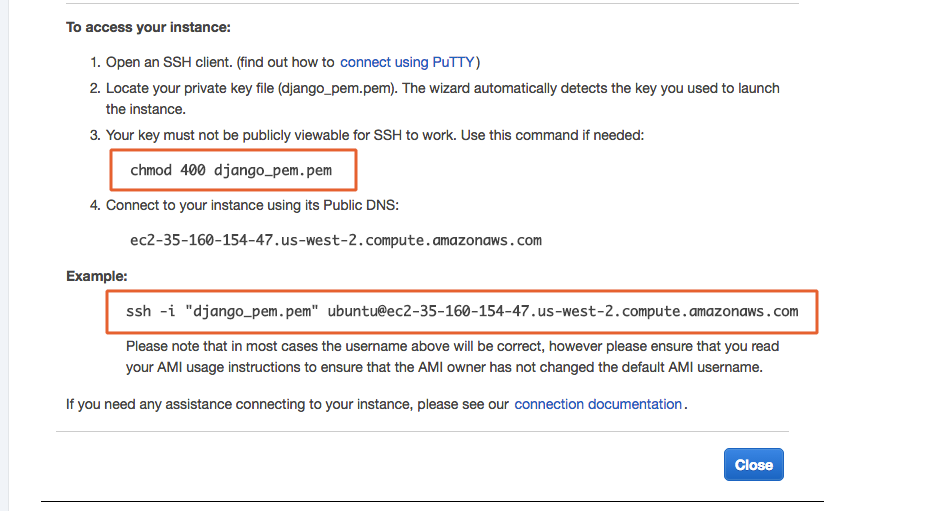 To access your instance:
1. Open an SSH client. (find out how to connect using PuTTY)
2. Locate your private key file (django_pem.pem). The wizard automatically detects the key you used to launch
the instance.
3. Your key must not be publicly viewable for SSH to work. Use this command if needed:
chmod 400 django_pem.pem
4. Connect to your instance using its Public DNS:
ec2-35-160-154-47.us-west-2.compute.amazonaws.com
Example:
ssh -i "django_pem.pem" ubuntu@ec2-35-160-154-47.us-west-2.compute.amazonaws.com
Please note that in most cases the username above will be correct, however please ensure that you read
your AMI usage instructions to ensure that the AMI owner has not changed the default AMI username.
If you need any assistance connecting to your instance, please see our connection documentation.
Close